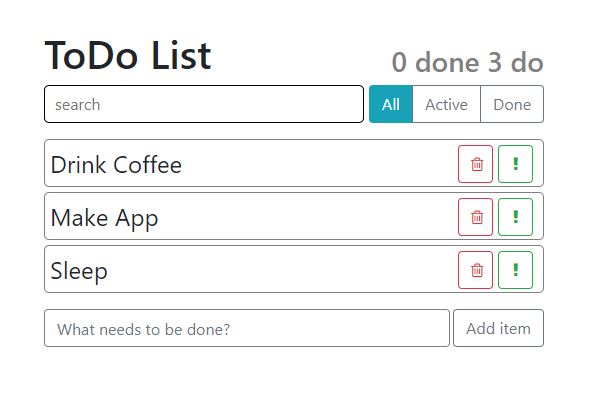 ToDo List
0 done 3 do
search
All Active Done
Drink Coffee
!
Make App
!
Sleep
!
What needs to be done?
Add item